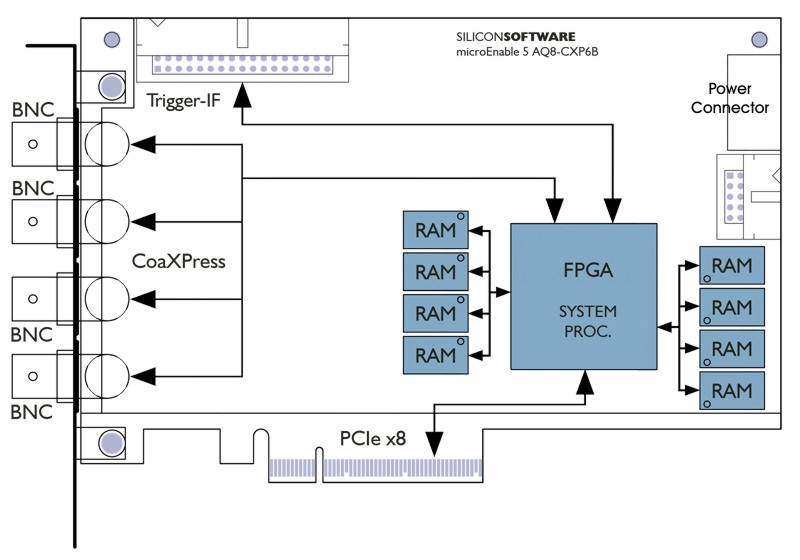 SILICONSOFTWARE
microEnable 5 AQ8-CXP6B
Power
Connector
Trigger-IF
BNC
BNC
CoaXPress
BNC
BNC
RAM
RAM
RAM
RAM
FPGA
SYSTEM
PROC.
RAM
RAM
RAM
RAM
PCIe x8